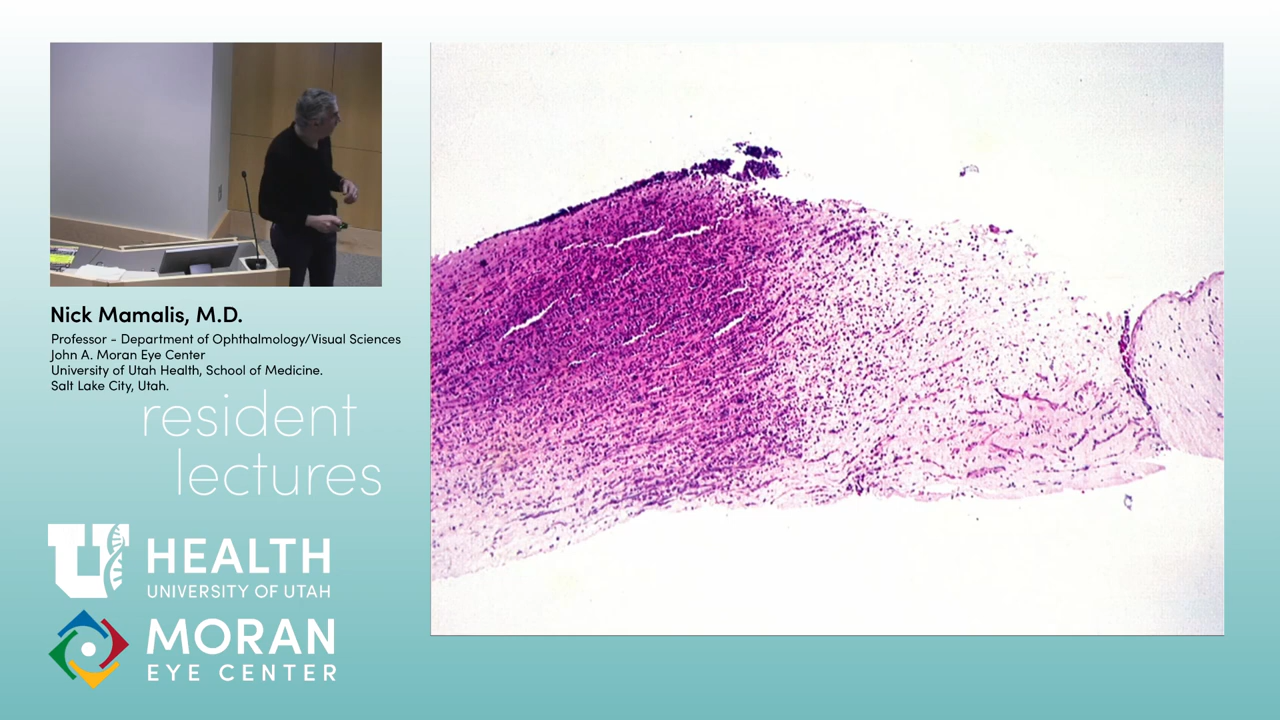 Nick Mamalis, M.D.
Professor - Department of Ophthalmology/Visual Sciences
John A. Moran Eye Center
University of Utah Health, School of Medicine.
Salt Lake City, Utah.
resident
lectures
U HEALTH
UNIVERSITY OF UTAH
MORAN
EYE CENTER